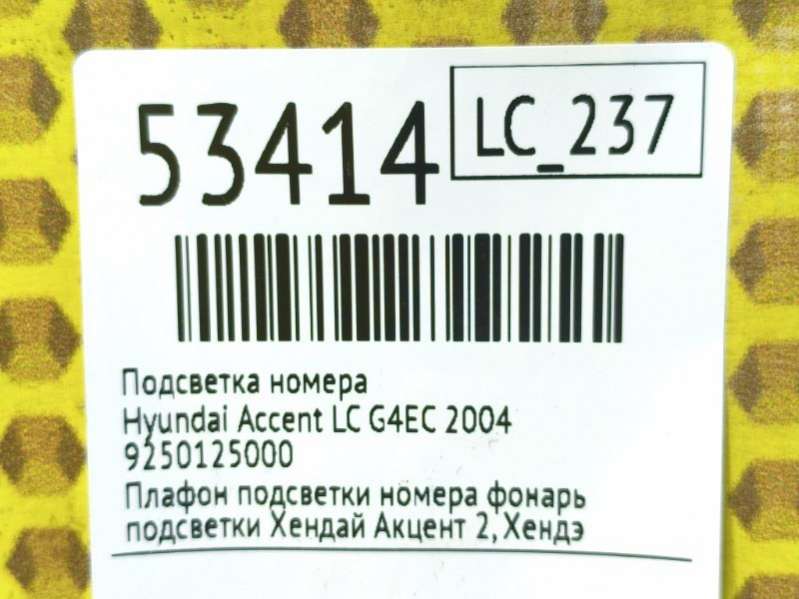 53414
LC_237
Подсветка номера
Hyundai Accent LC G4EC 2004
9250125000
Плафон подсветки номера фонарь
подсветки Хендай Акцент 2, Хендэ